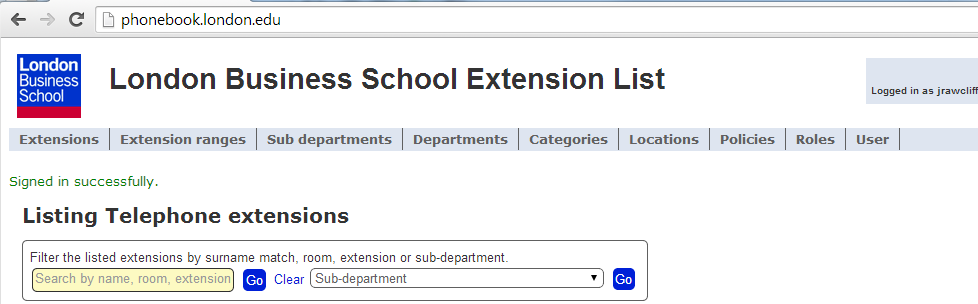 phonebook.london.edu
London
Business
School
London Business School Extension List
Logged in as jrawcliff
Extensions Extension ranges Sub departments Departments Categories Locations Policies Roles User
Signed in successfully.
Listing Telephone extensions
Filter the listed extensions by surname match, room, extension or sub-department.
Search by name, room, extension Go Clear Sub-department Go